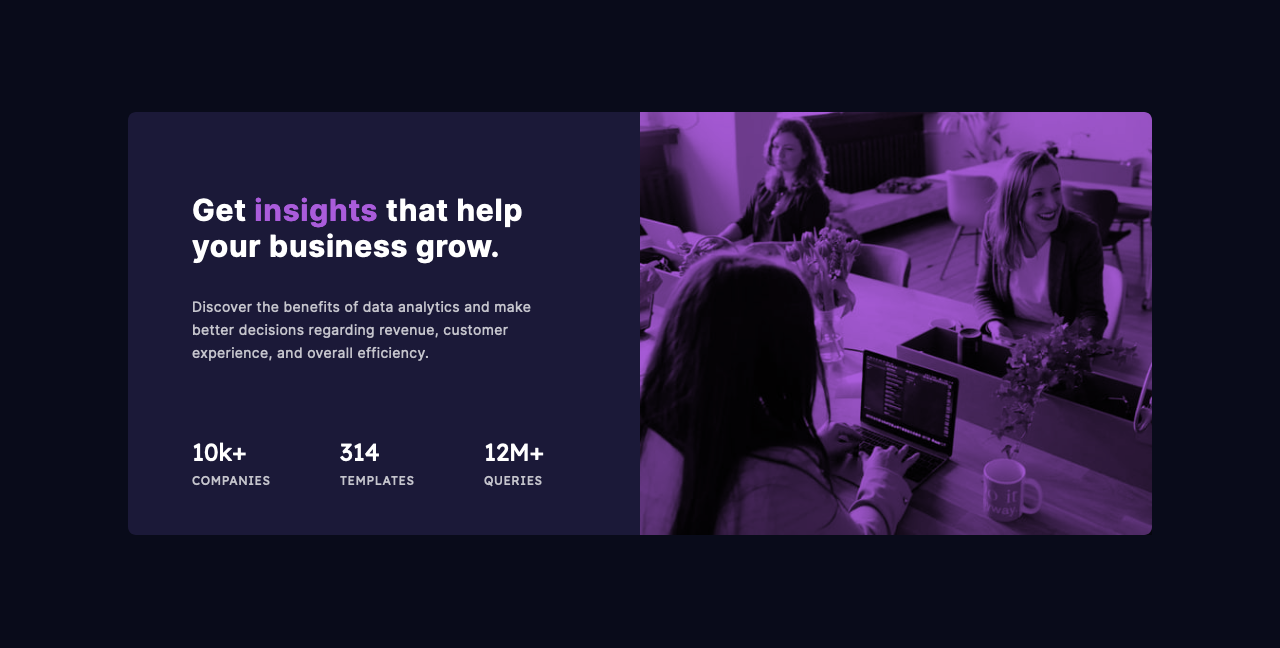 Get insights that help
your business grow.
Discover the benefits of data analytics and make
better decisions regarding revenue, customer
experience, and overall efficiency.
10k+ 314 12M+
COMPANIES TEMPLATES QUERIES